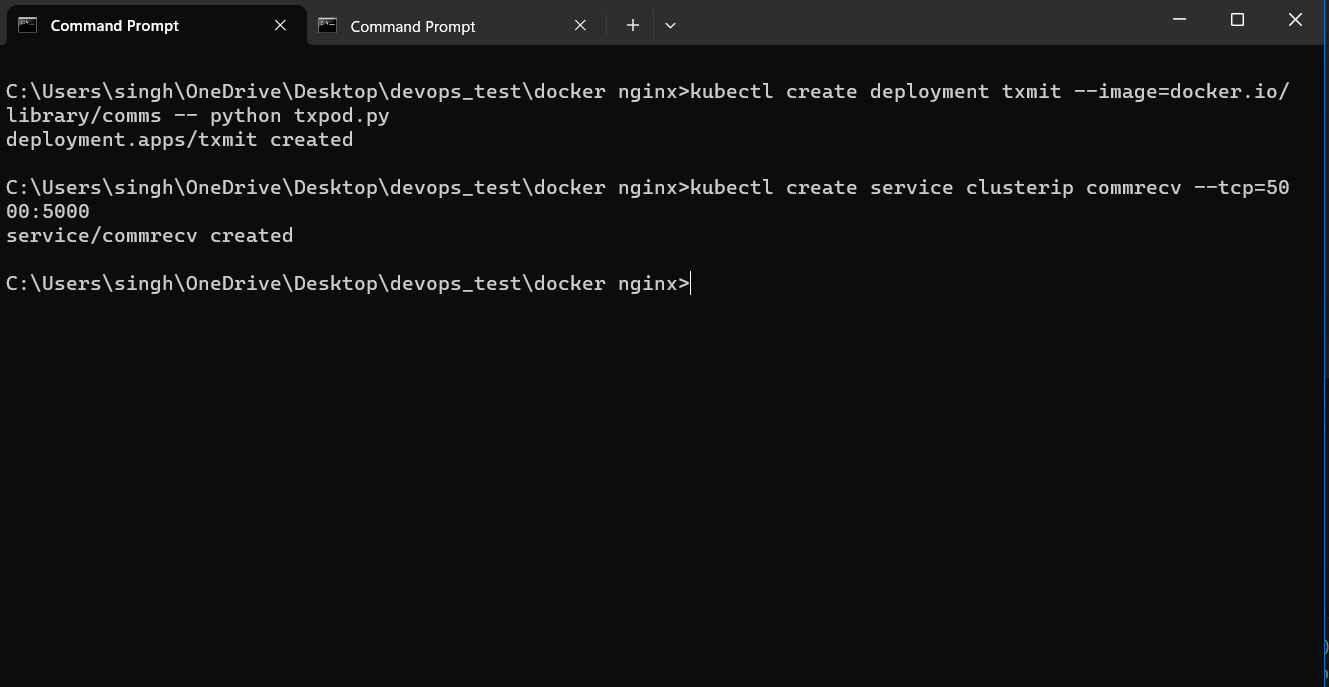 Command Prompt
Command Prompt
C:\Users\singh\OneDrive\Desktop\devops_test\docker nginx>kubectl create deployment txmit --image=docker.io/
library/comms -- python txpod.py
deployment.apps/txmit created
C:\Users\singh\OneDrive\Desktop\devops_test\docker nginx>kubectl create service clusterip commrecv --tcp=50
00:5000
service/commrecv created
C:\Users\singh\OneDrive\Desktop\devops_test\docker nginx>